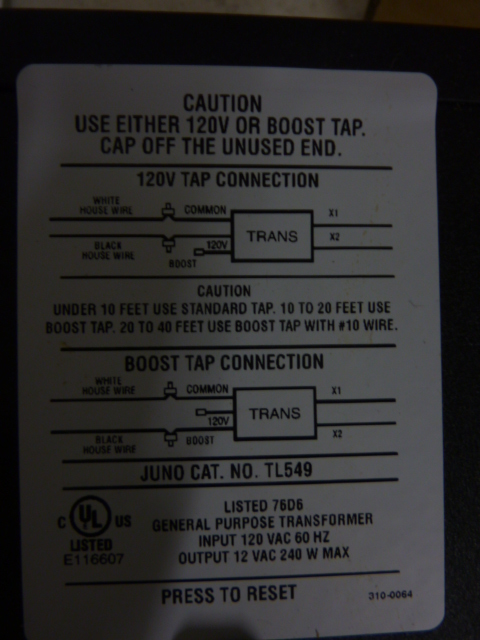 CAUTION
USE EITHER 120V OR BOOST TAP.
CAP OFF THE UNUSED END.
120V TAP CONNECTION
WHITE
HOUSE WIRE
COMMON
X1
TRANS
X2
BLACK
HOUSE WIRE
120V
BOOST
CAUTION
UNDER 10 FEET USE STANDARD TAP. 10 TO 20 FEET USE
BOOST TAP. 20 TO 40 FEET USE BOOST TAP WITH #10 WIRE.
BOOST TAP CONNECTION
WHITE
HOUSE WIRE
COMMON
X1
TRANS
120V
X2
BLACK
HOUSE WIRE
BOOST
JUNO CAT. NO. TL549
C UL US
LISTED
E116607
LISTED 76D6
GENERAL PURPOSE TRANSFORMER
INPUT 120 VAC 60 HZ
OUTPUT 12 VAC 240 W MAX
PRESS TO RESET
310-0064